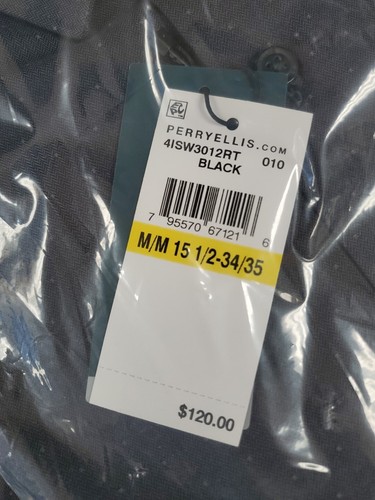 PERRYELLIS.COM
4ISW3012RT 010
BLACK
7 95570 67121 6
M/M 15 1/2-34/35
$120.00